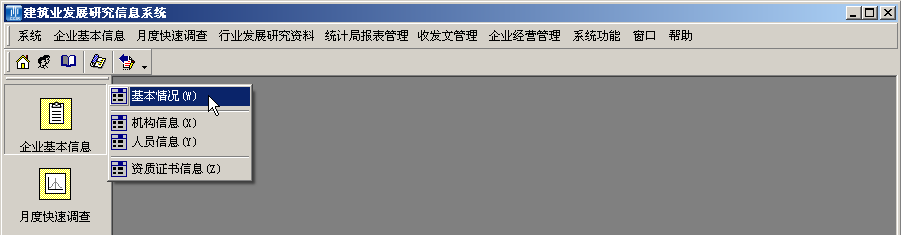 建筑业发展研究信息系统
系统 企业基本信息 月度快速调查 行业发展研究资料 统计局报表管理 收发文管理 企业经营管理 系统功能 窗口 帮助
基本情况(W)
机构信息(X)
人员信息(Y)
资质证书信息(Z)
企业基本信息
月度快速调查